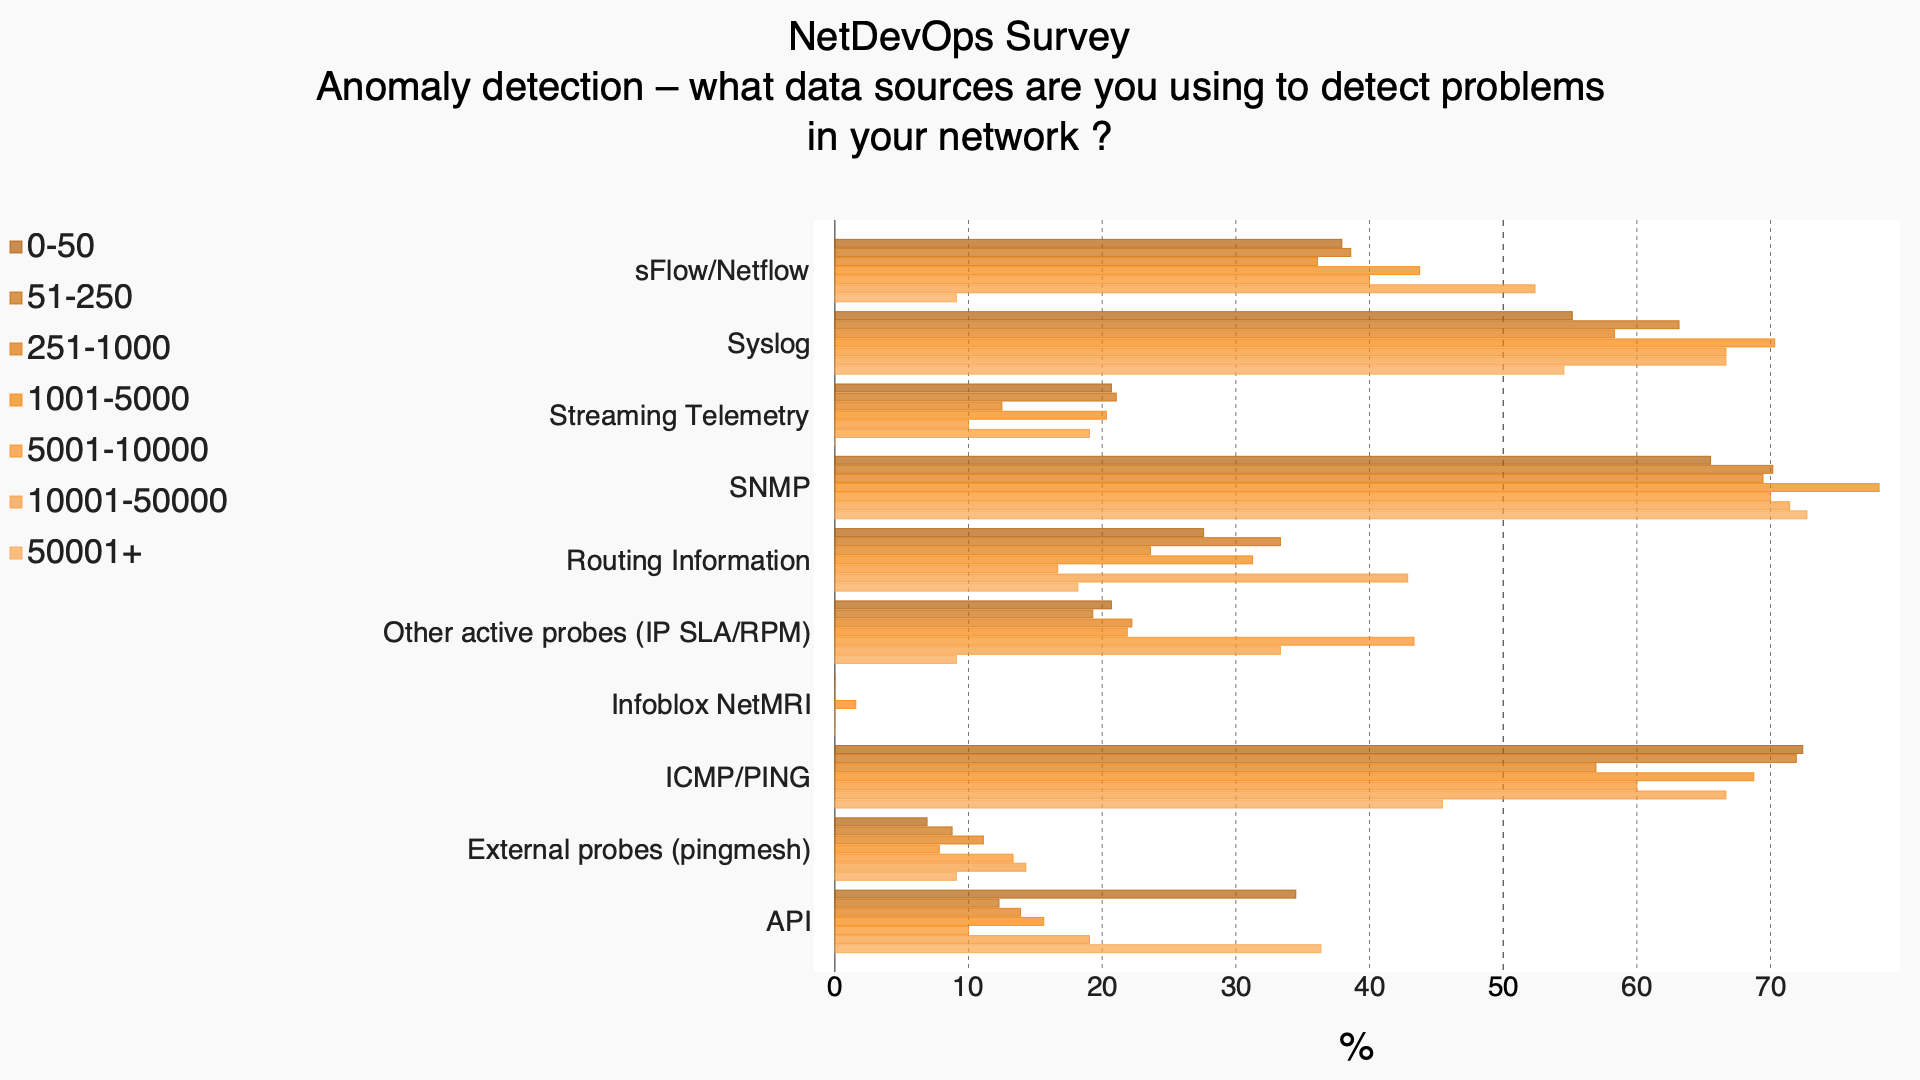 NetDevOps Survey
Anomaly detection – what data sources are you using to detect problems
in your network ?
0-50
51-250
251-1000
1001-5000
5001-10000
10001-50000
50001+
sFlow/Netflow
Syslog
Streaming Telemetry
SNMP
Routing Information
Other active probes (IP SLA/RPM)
Infoblox NetMRI
ICMP/PING
External probes (pingmesh)
API
0 10 20 30 40 50 60 70
%